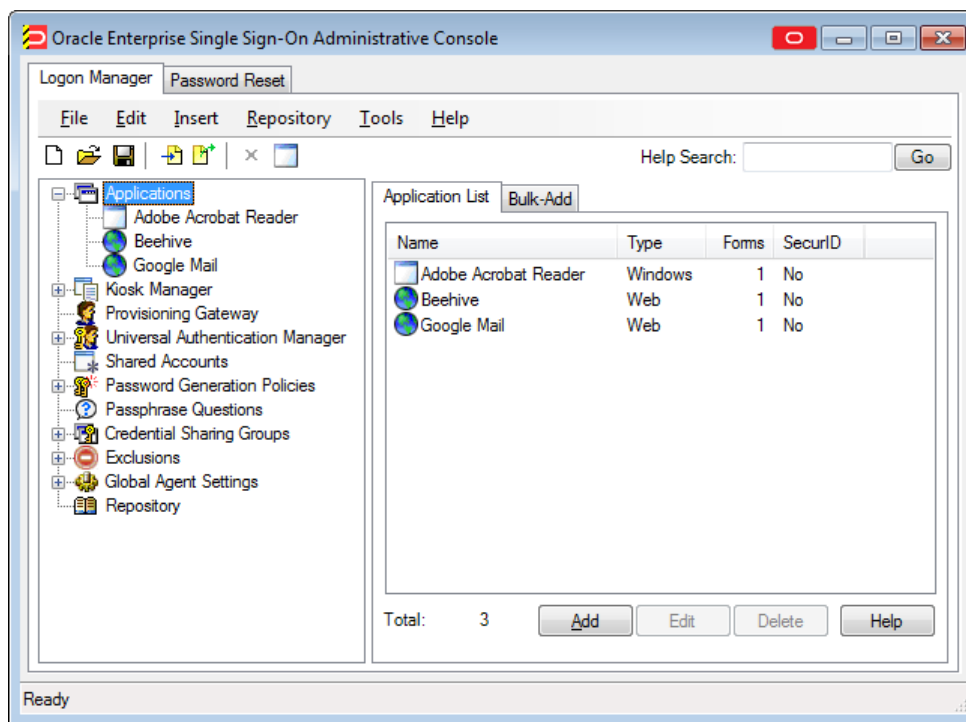 Oracle Enterprise Single Sign-On Administrative Console
Logon Manager Password Reset
File Edit Insert Repository Tools Help
Help Search: Go
Applications
Adobe Acrobat Reader
Beehive
Google Mail
Kiosk Manager
Provisioning Gateway
Universal Authentication Manager
Shared Accounts
Password Generation Policies
Passphrase Questions
Credential Sharing Groups
Exclusions
Global Agent Settings
Repository
Application List Bulk-Add
Name Type Forms SecurID
Adobe Acrobat Reader Windows 1 No
Beehive Web 1 No
Google Mail Web 1 No
Total: 3 Add Edit Delete Help
Ready